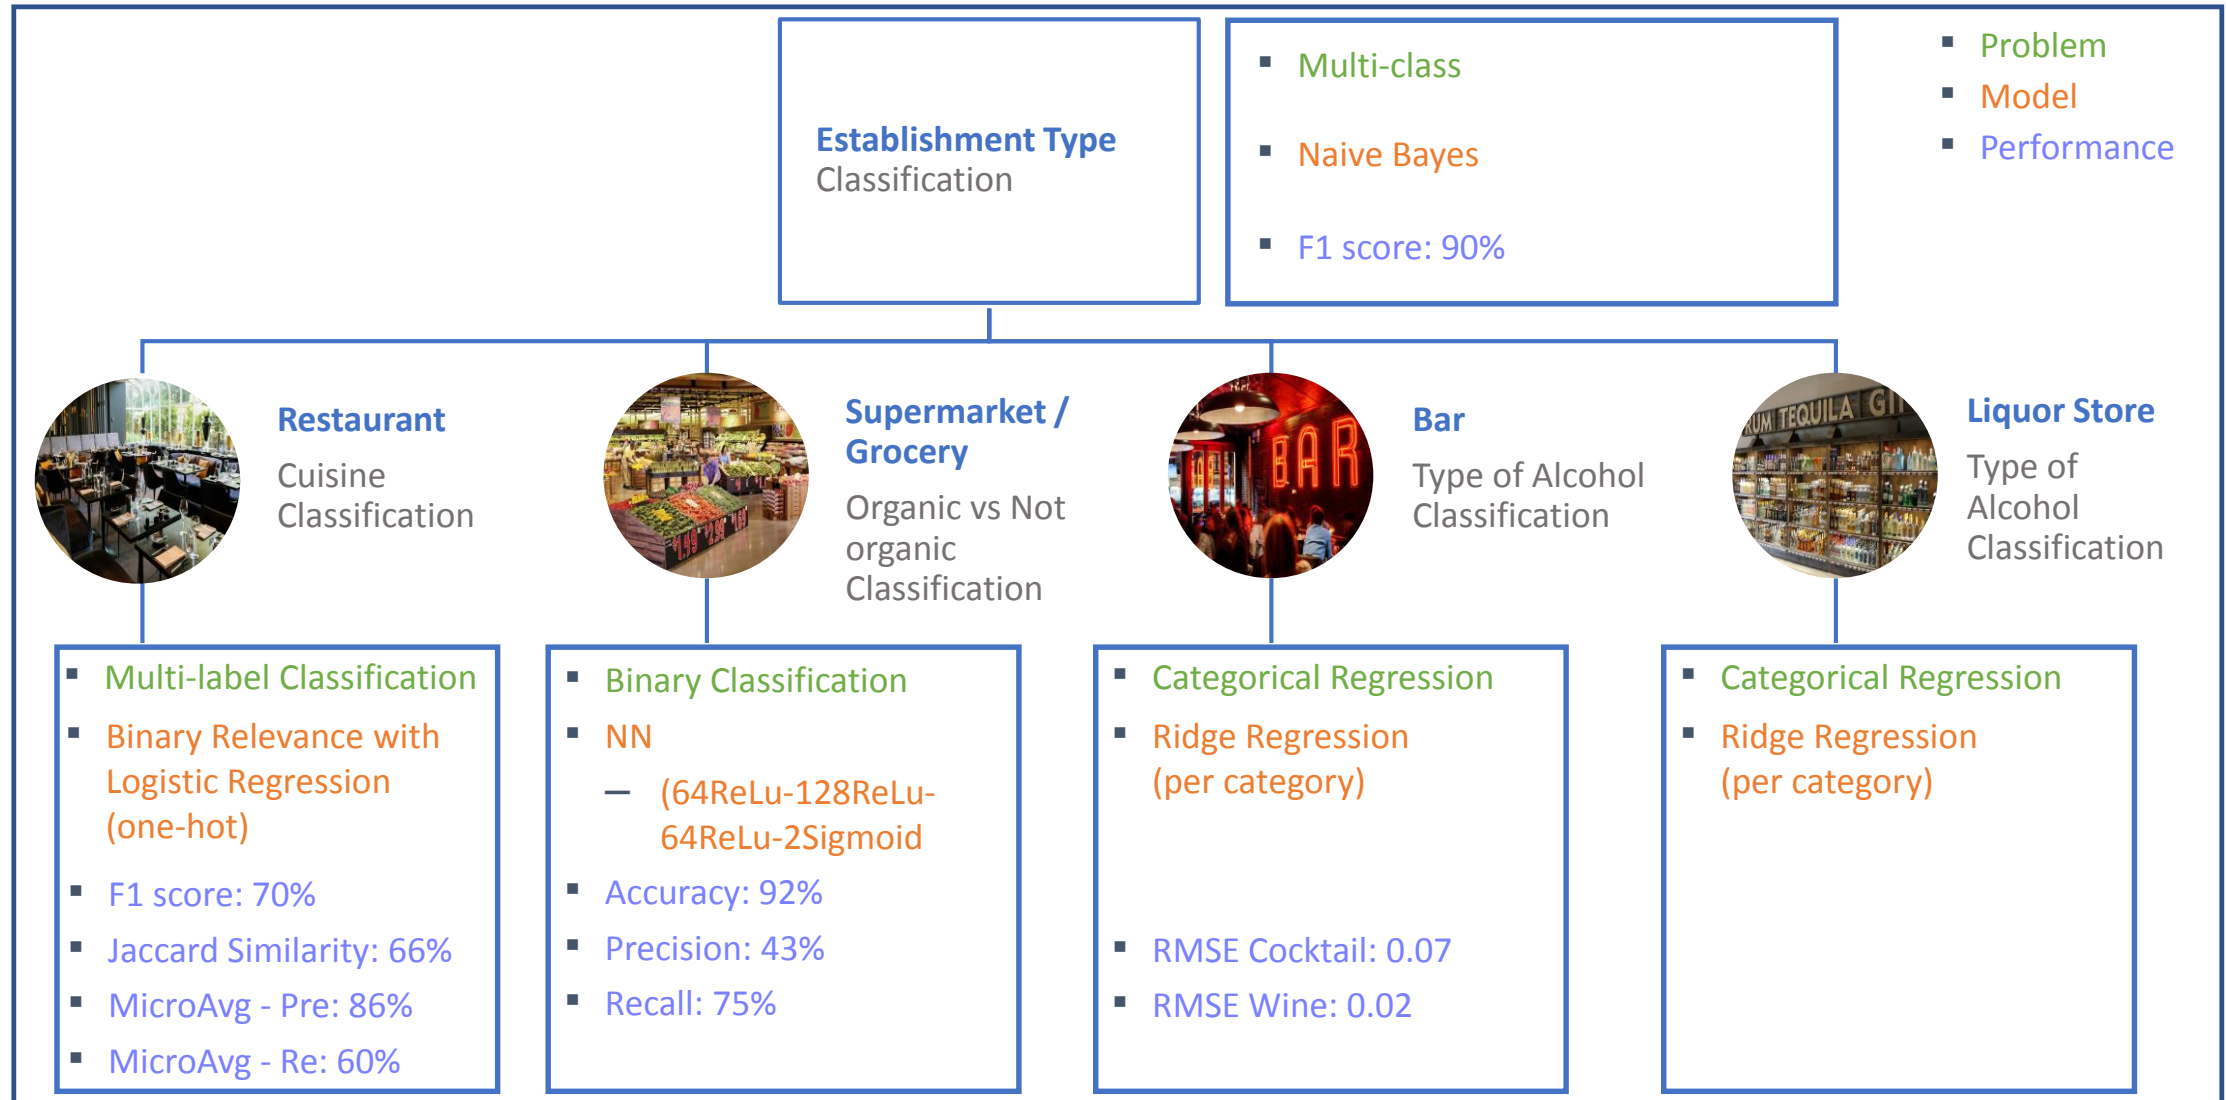 Establishment Type
Classification
Multi-class
Naive Bayes
F1 score: 90%
Problem
Model
Performance
Restaurant
Cuisine
Classification
Supermarket /
Grocery
Organic vs Not
organic
Classification
BAR
Bar
Type of Alcohol
Classification
RUM TEQUILA GI
Liquor Store
Type of
Alcohol
Classification
Multi-label Classification
Binary Relevance with
Logistic Regression
(one-hot)
F1 score: 70%
Jaccard Similarity: 66%
MicroAvg - Pre: 86%
MicroAvg - Re: 60%
Binary Classification
NN
— (64ReLu-128ReLu-
64ReLu-2Sigmoid
Accuracy: 92%
Precision: 43%
Recall: 75%
Categorical Regression
Ridge Regression
(per category)
RMSE Cocktail: 0.07
RMSE Wine: 0.02
Categorical Regression
Ridge Regression
(per category)